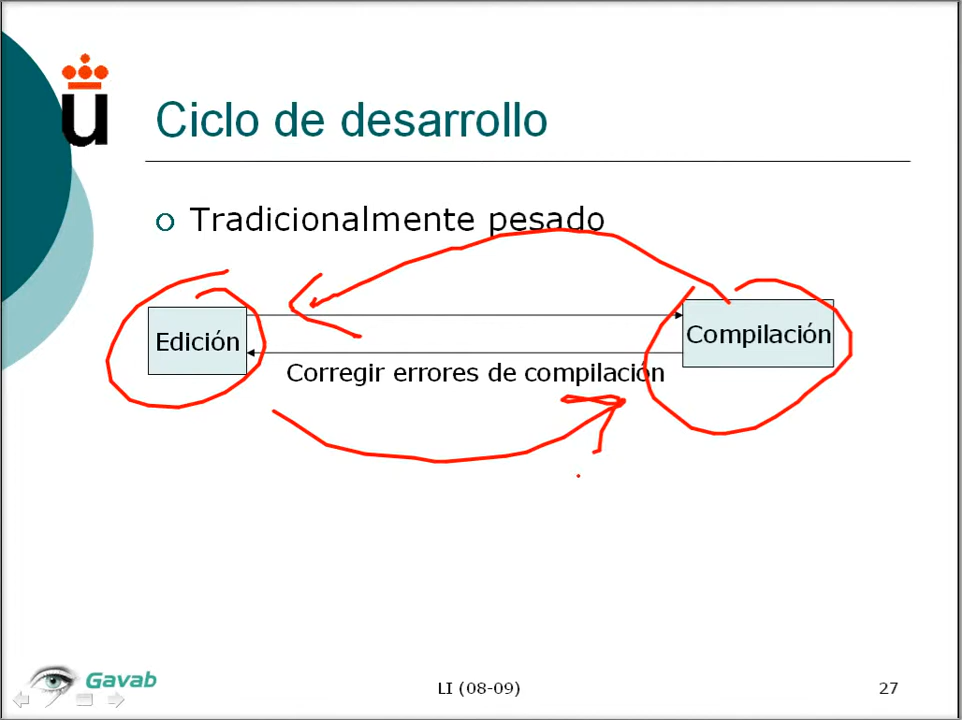 u
Ciclo de desarrollo
Tradicionalmente pesado
Edición
Compilación
Corregir errores de compilación
Gavab
LI (08-09)
27